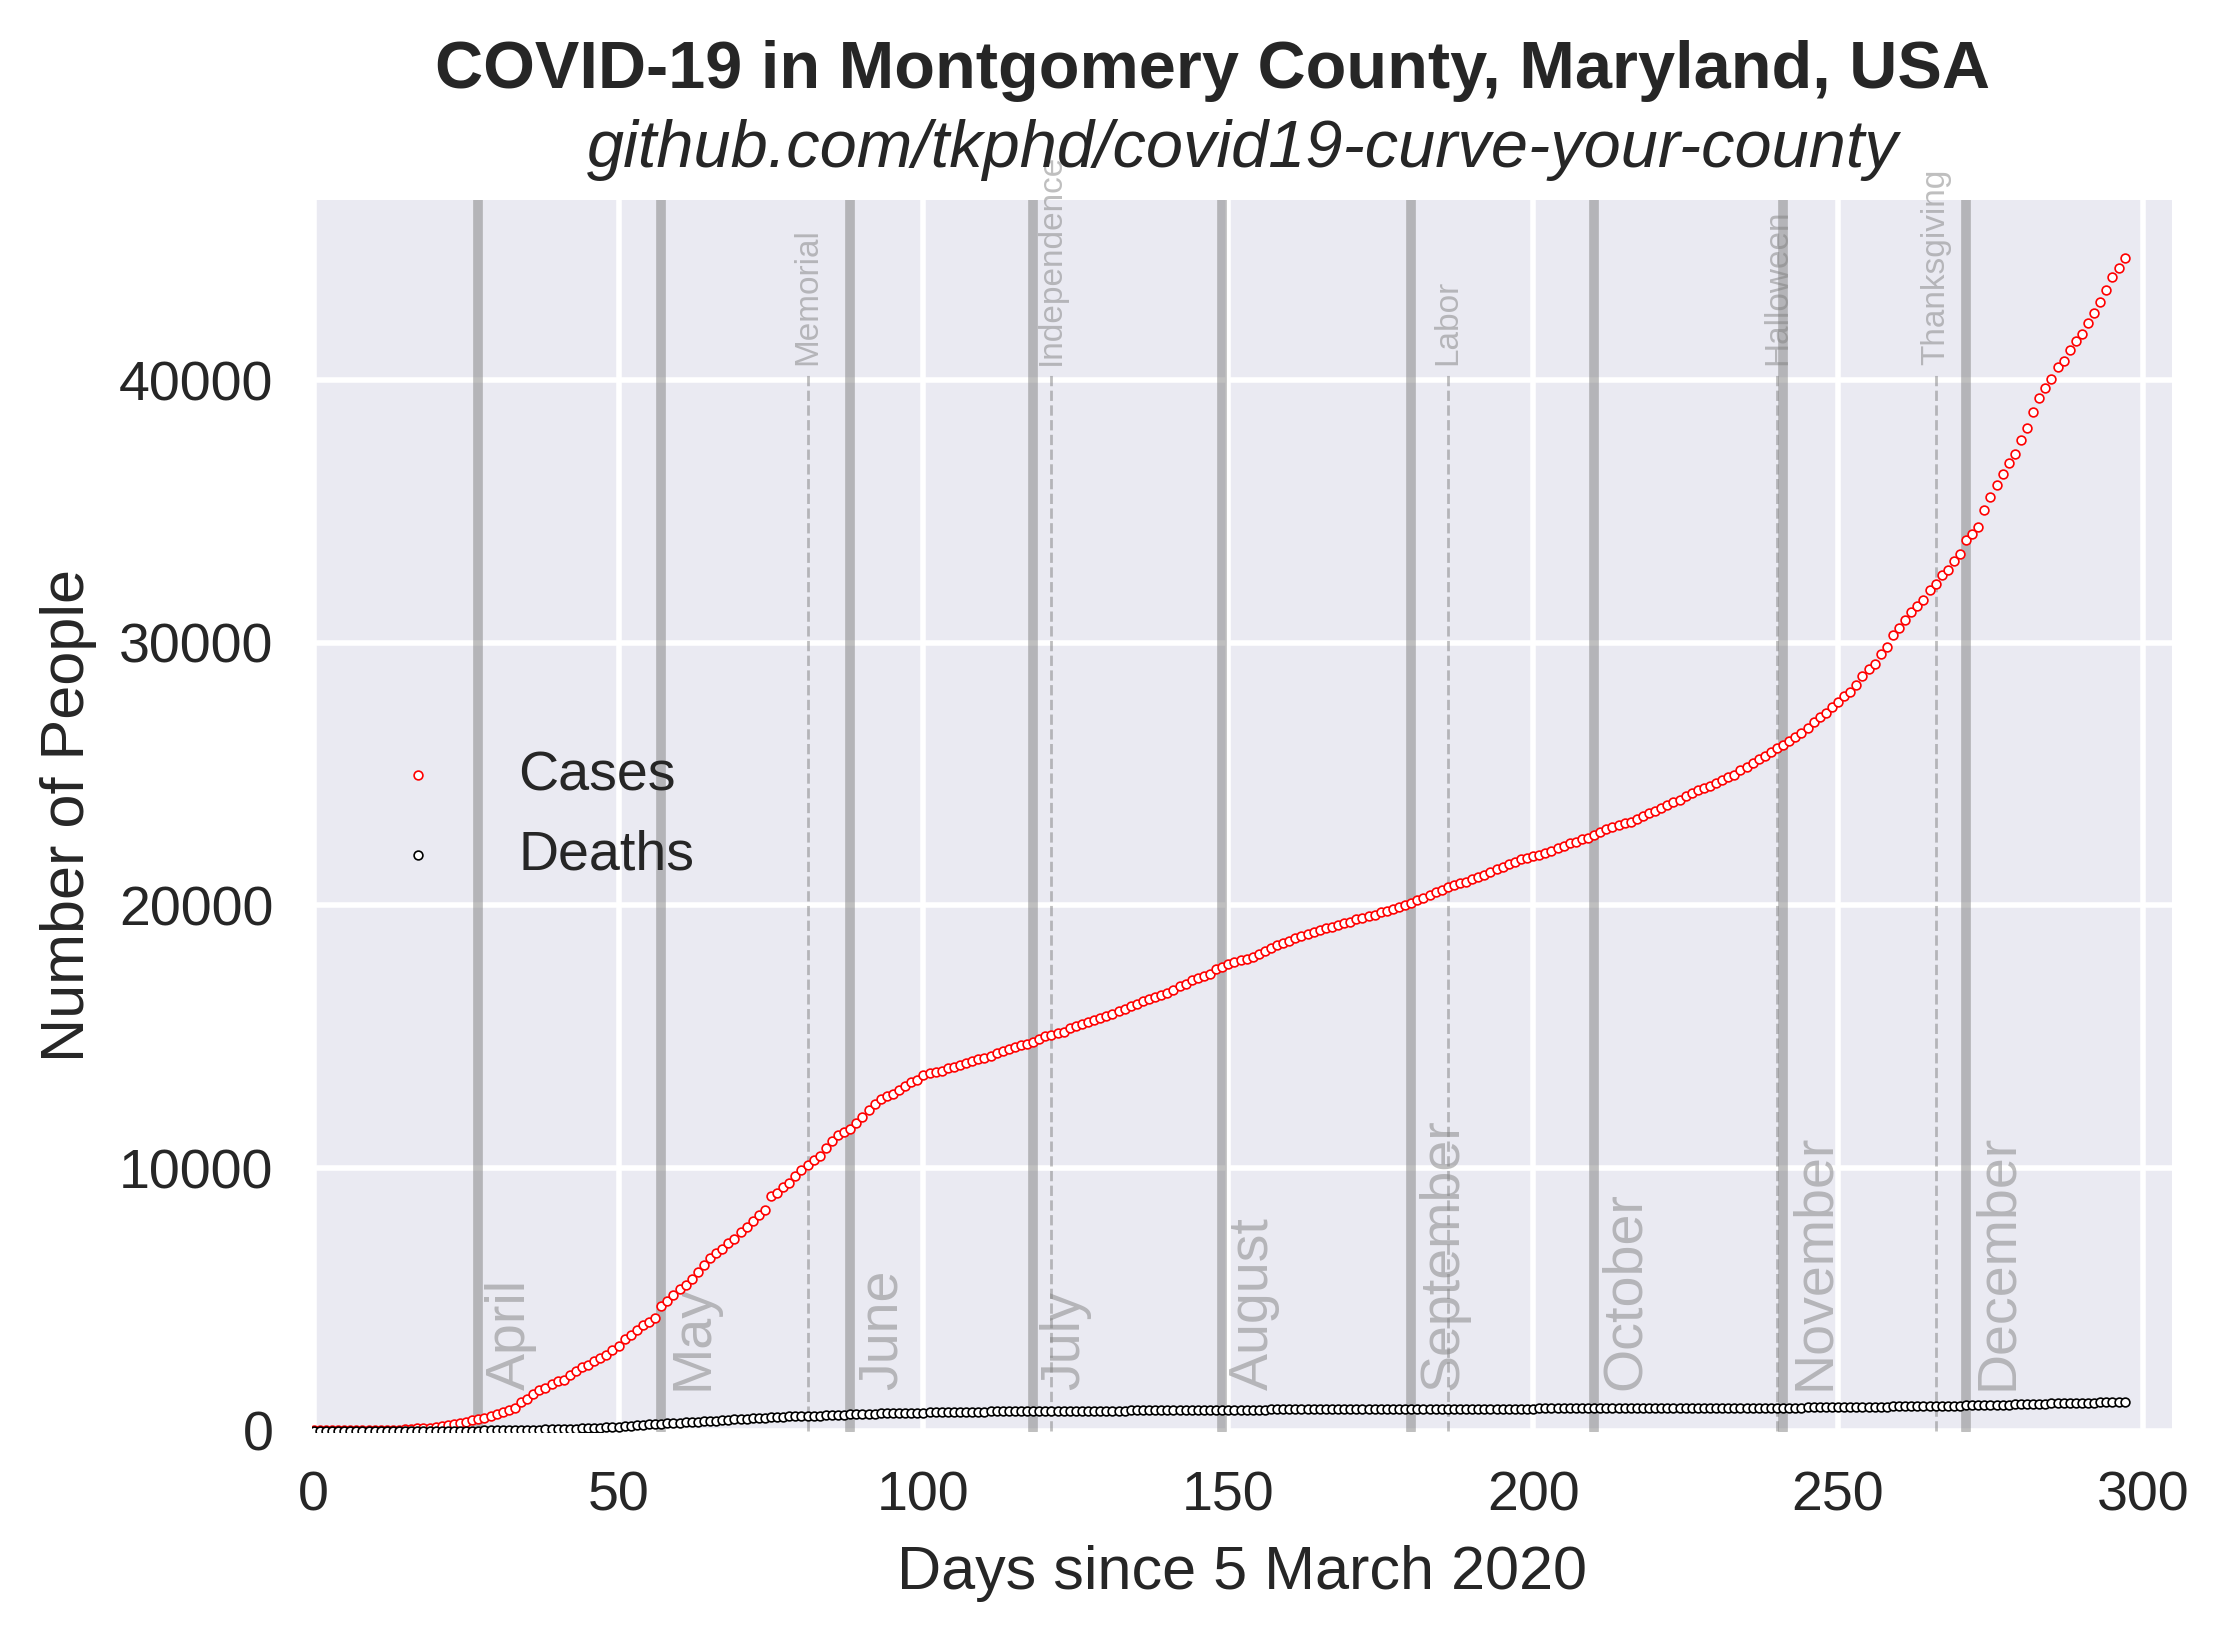 COVID-19 in Montgomery County, Maryland, USA
github.com/tkphd/covid19-curve-your-county
Memorial
Independence
Labor
Halloween
Thanksgiving
40000
30000
20000
10000
0
Number of People
Cases
Deaths
April
May
June
July
August
September
October
November
December
0 50 100 150 200 250 300
Days since 5 March 2020